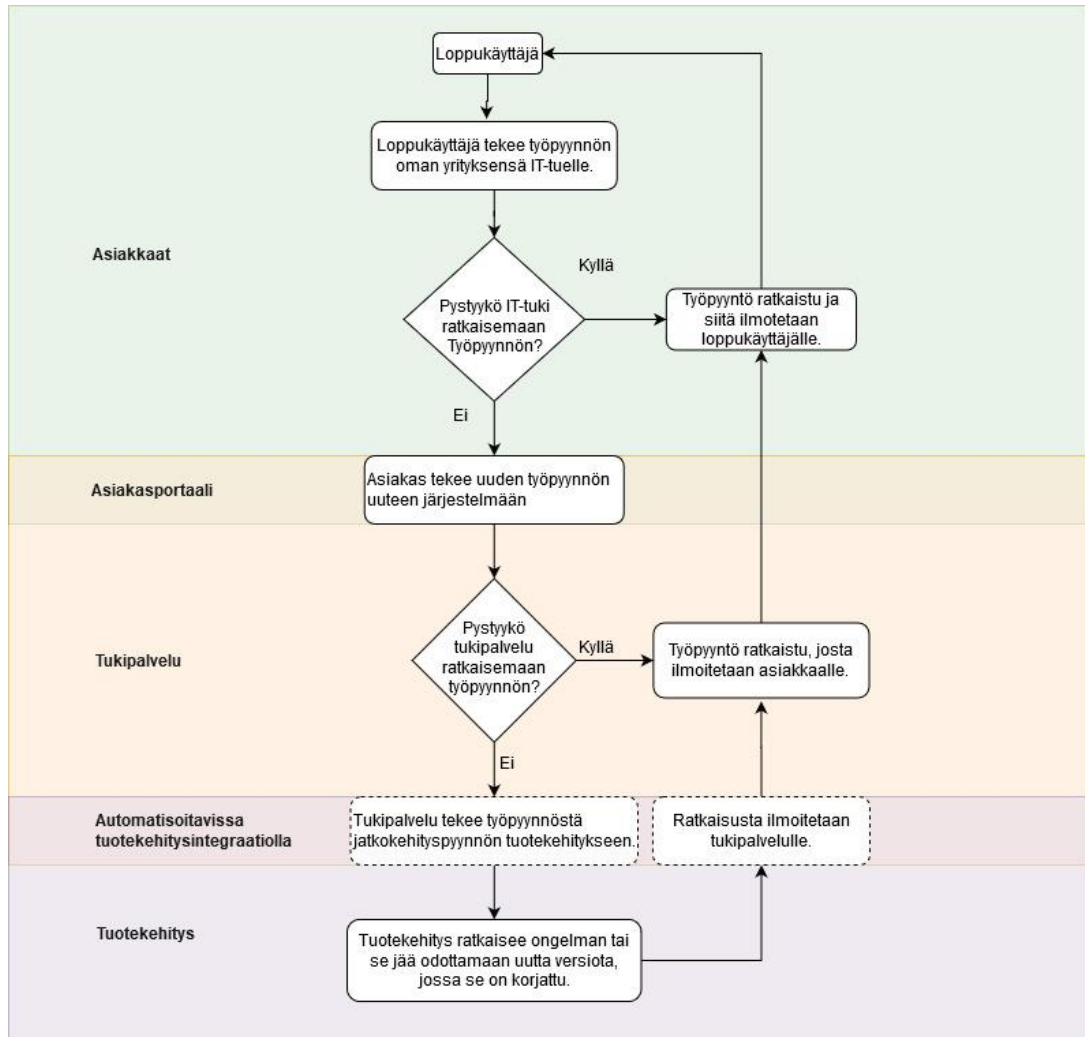 Loppukäyttäjä
Loppukäyttäjä tekee työpyynnön
oman yrityksensä IT-tuelle.
Asiakkaat
Kyllä
Pystyykö IT-tuki
ratkaisemaan
Työpyynnön?
Työpyyntö ratkaistu ja
siitä ilmotetaan
loppukäyttäjälle.
Ei
Asiakasportaali
Asiakas tekee uuden työpyynnön
uuteen järjestelmään
Tukipalvelu
Pystyykö
tukipalvelu
ratkaisemaan
työpyynnön?
Kyllä
Työpyyntö ratkaistu, josta
ilmoitetaan asiakkaalle.
Ei
Automatisoitavissa
tuotekehitysintegraatiolla
Tukipalvelu tekee työpyynnöstä
jatkokehityspyynnön tuotekehitykseen.
Ratkaisusta ilmoitetaan
tukipalvelulle.
Tuotekehitys
Tuotekehitys ratkaisee ongelman tai
se jää odottamaan uutta versiota,
jossa se on korjattu.